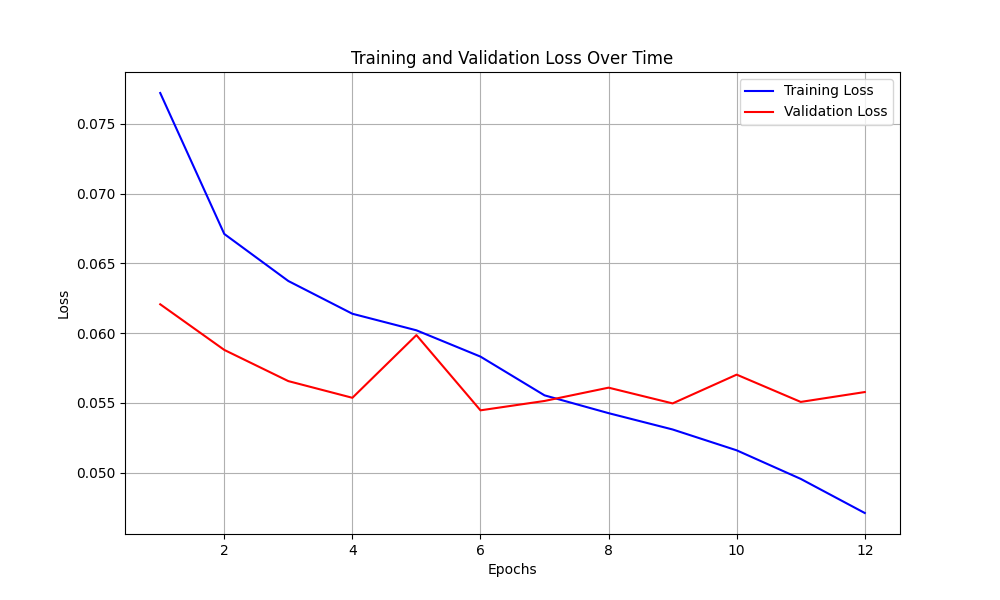 Training and Validation Loss Over Time
Training Loss
Validation Loss
0.075
0.070
0.065
0.060
0.055
0.050
Loss
2 4 6 8 10 12
Epochs